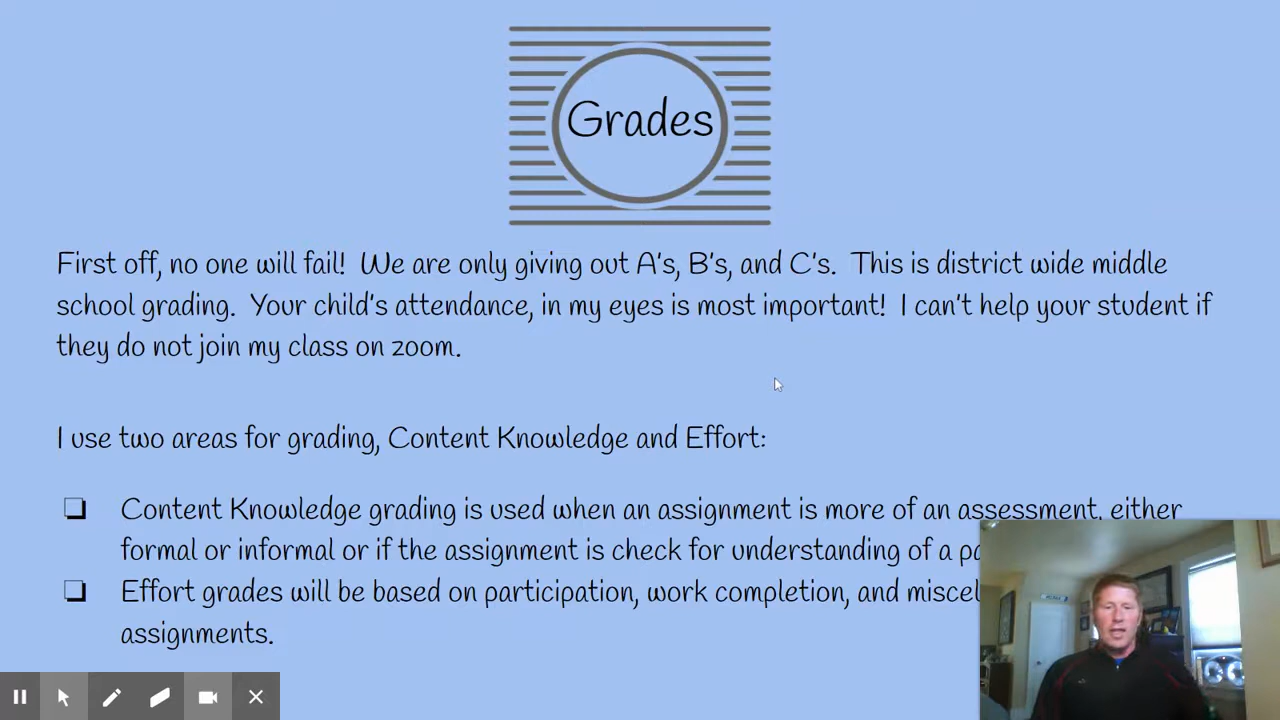 Grades
First off, no one will fail!  We are only giving out A's, B's, and C's.  This is district wide middle
school grading.  Your child's attendance, in my eyes is most important!  I can't help your student if
they do not join my class on zoom.
I use two areas for grading, Content Knowledge and Effort:
Content Knowledge grading is used when an assignment is more of an assessment, either
formal or informal or if the assignment is check for understanding of a
Effort grades will be based on participation, work completion, and
assignments.